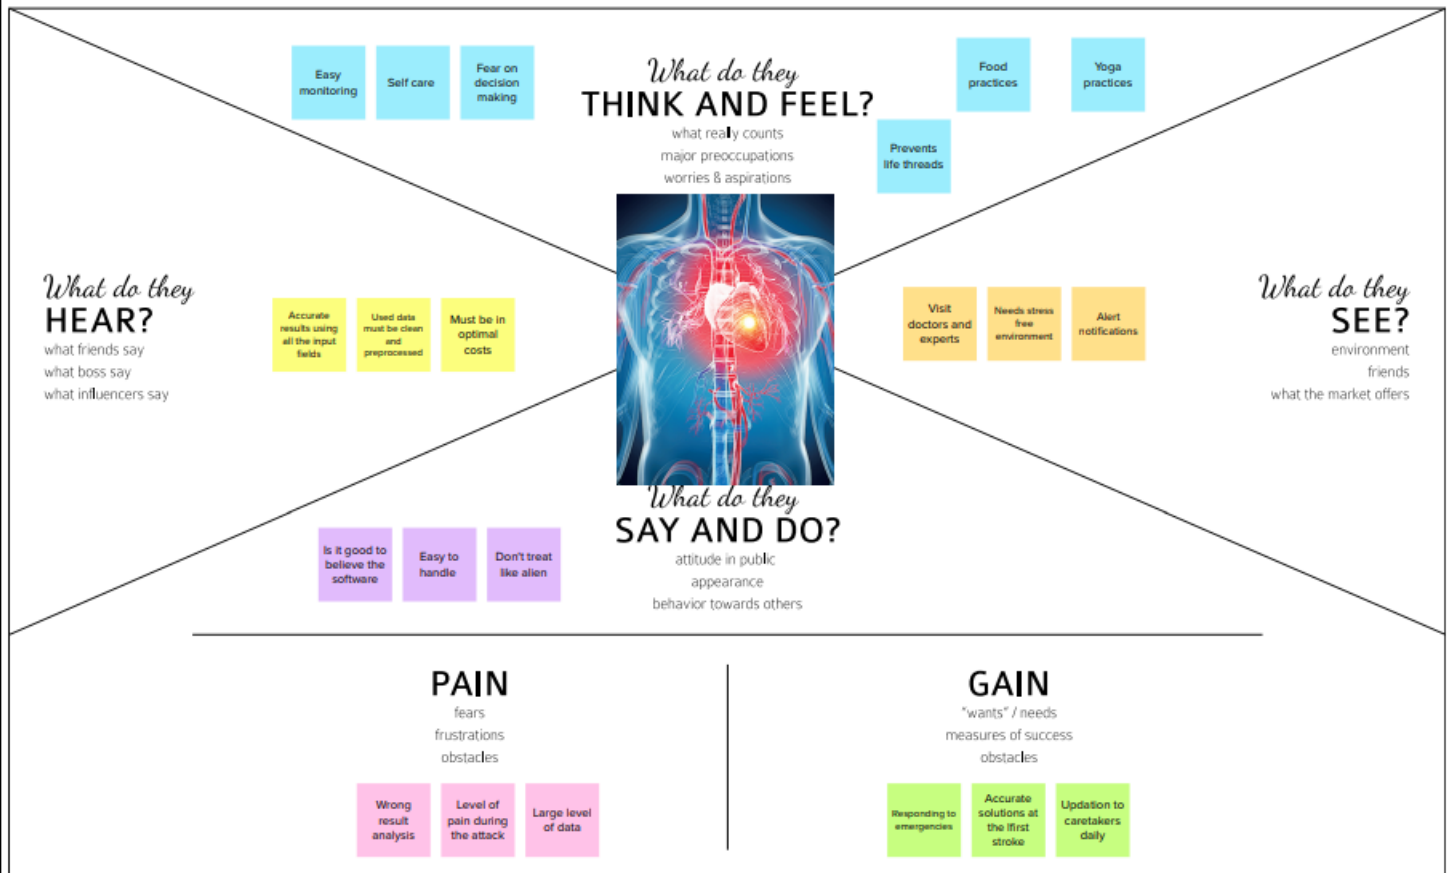 Easy
monitoring
Self care
Fear on
decision
making
What do they
THINK AND FEEL?
what really counts
major preoccupations
worries & aspirations
Food
practices
Yoga
practices
Prevents
life threads
What do they
HEAR?
what friends say
what boss say
what influencers say
Accurate
results using
all the input
fields
Used data
must be clean
and
preprocessed
Must be in
optimal
costs
Visit
doctors and
experts
Needs stress
free
environment
Alert
notifications
What do they
SEE?
environment
friends
what the market offers
What do they
SAY AND DO?
attitude in public
appearance
behavior towards others
Is it good to
believe the
software
Easy to
handle
Don't treat
like alien
PAIN
fears
frustrations
obstacles
Wrong
result
analysis
Level of
pain during
the attack
Large level
of data
GAIN
"wants" / needs
measures of success
obstacles
Responding to
emergencies
Accurate
solutions at
the lfirst
stroke
Updation to
caretakers
daily